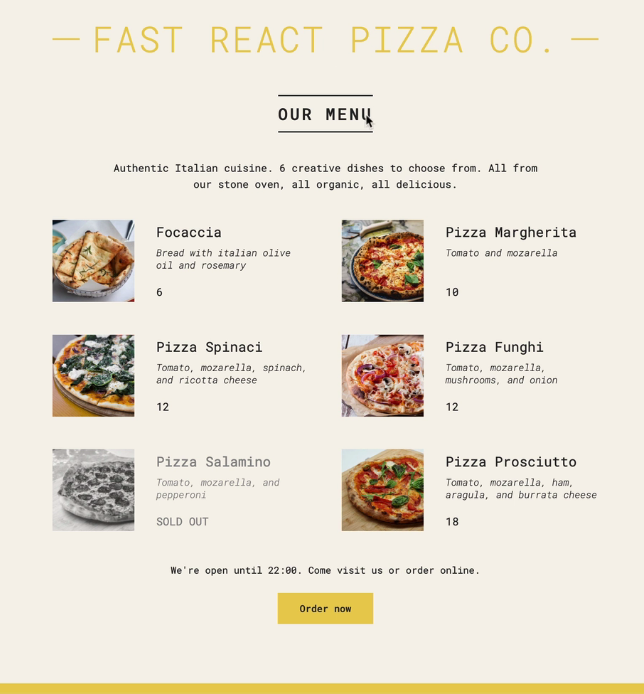 — FAST REACT PIZZA CO. —
OUR MENU
Authentic Italian cuisine. 6 creative dishes to choose from. All from
our stone oven, all organic, all delicious.
Focaccia
Bread with italian olive
oil and rosemary
6
Pizza Margherita
Tomato and mozarella
10
Pizza Spinaci
Tomato, mozarella, spinach,
and ricotta cheese
12
Pizza Funghi
Tomato, mozarella,
mushrooms, and onion
12
Pizza Salamino
Tomato, mozarella, and
pepperoni
SOLD OUT
Pizza Prosciutto
Tomato, mozarella, ham,
aragula, and burrata cheese
18
We're open until 22:00. Come visit us or order online.
Order now